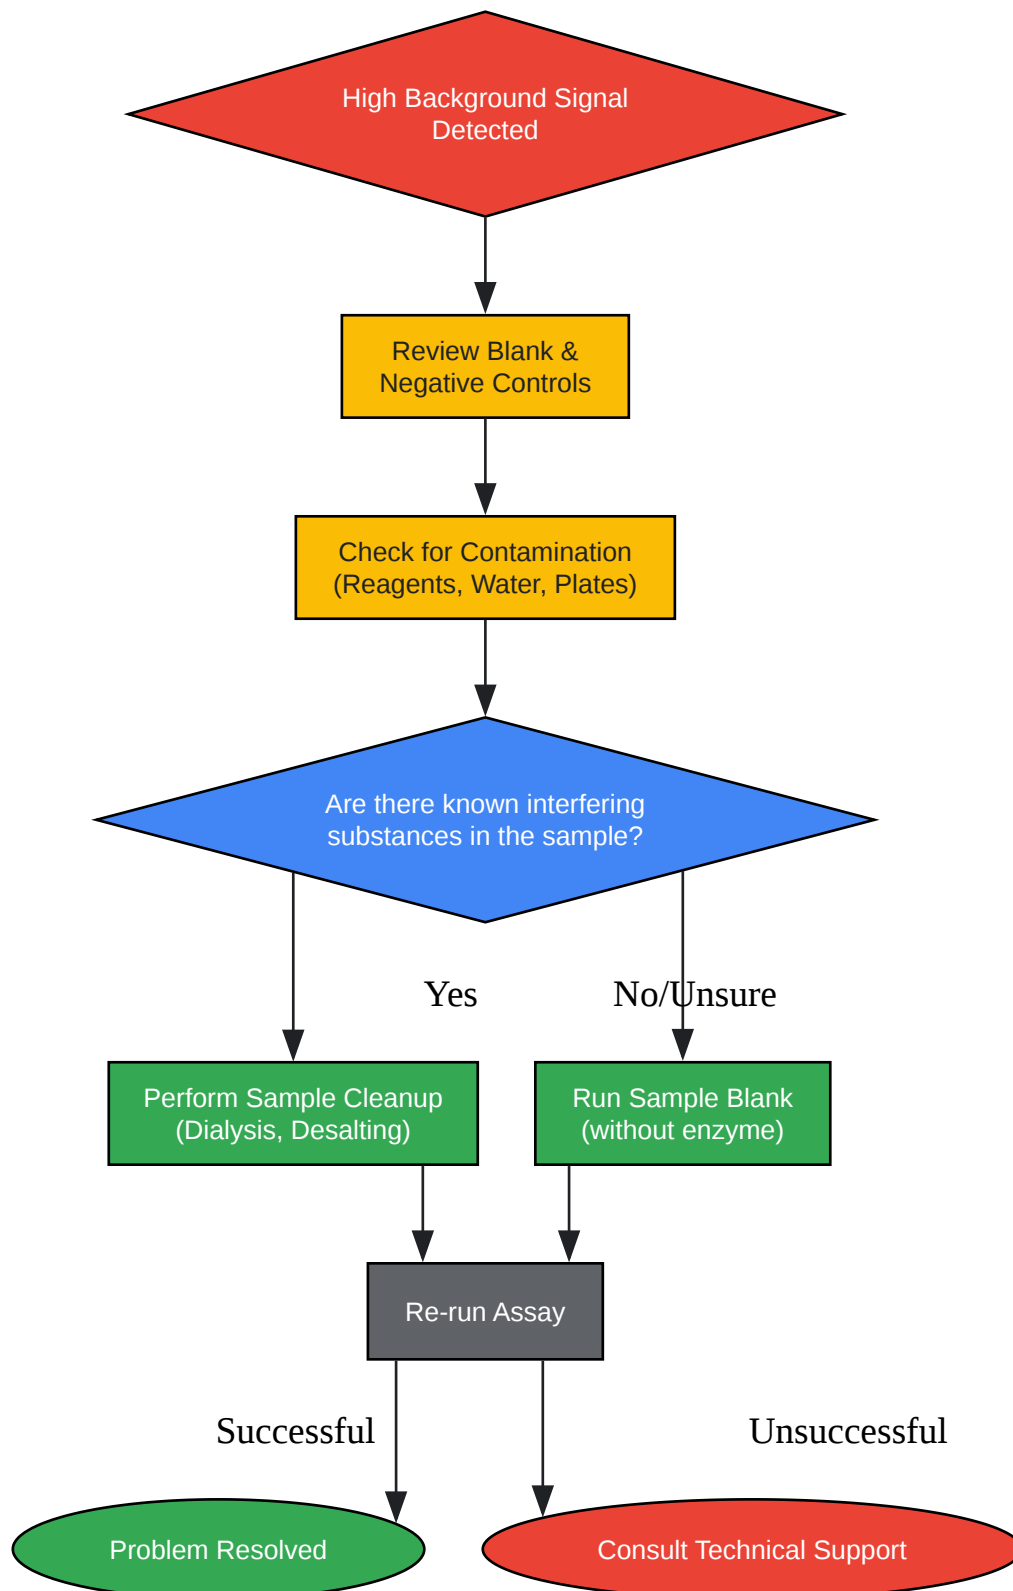 High Background Signal
Detected
Review Blank &
Negative Controls
Check for Contamination
(Reagents, Water, Plates)
Are there known interfering
substances in the sample?
Yes
No/Unsure
Perform Sample Cleanup
(Dialysis, Desalting)
Run Sample Blank
(without enzyme)
Re-run Assay
Successful
Unsuccessful
Problem Resolved
Consult Technical Support